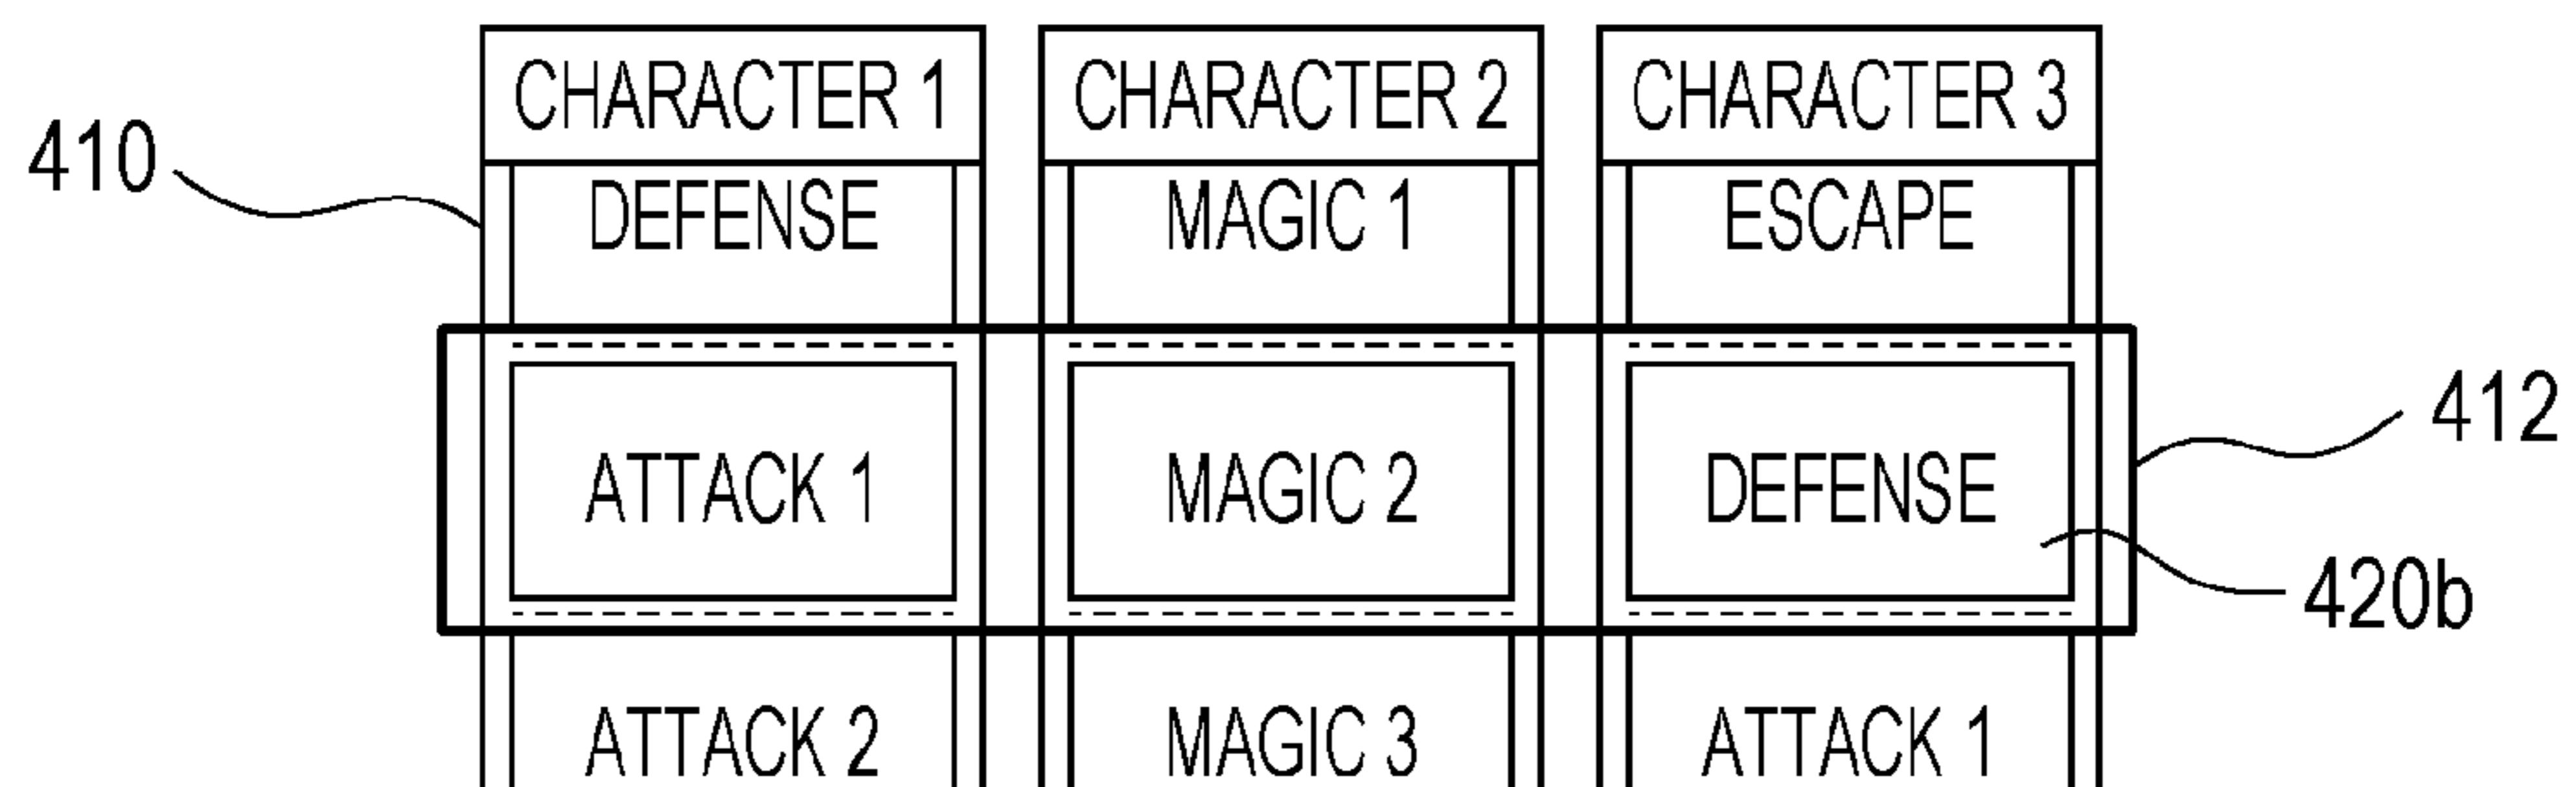 CHARACTER 1 CHARACTER 2 CHARACTER 3
410
DEFENSE MAGIC 1 ESCAPE
412
ATTACK 1 MAGIC 2 DEFENSE
420b
ATTACK 2 MAGIC 3 ATTACK 1